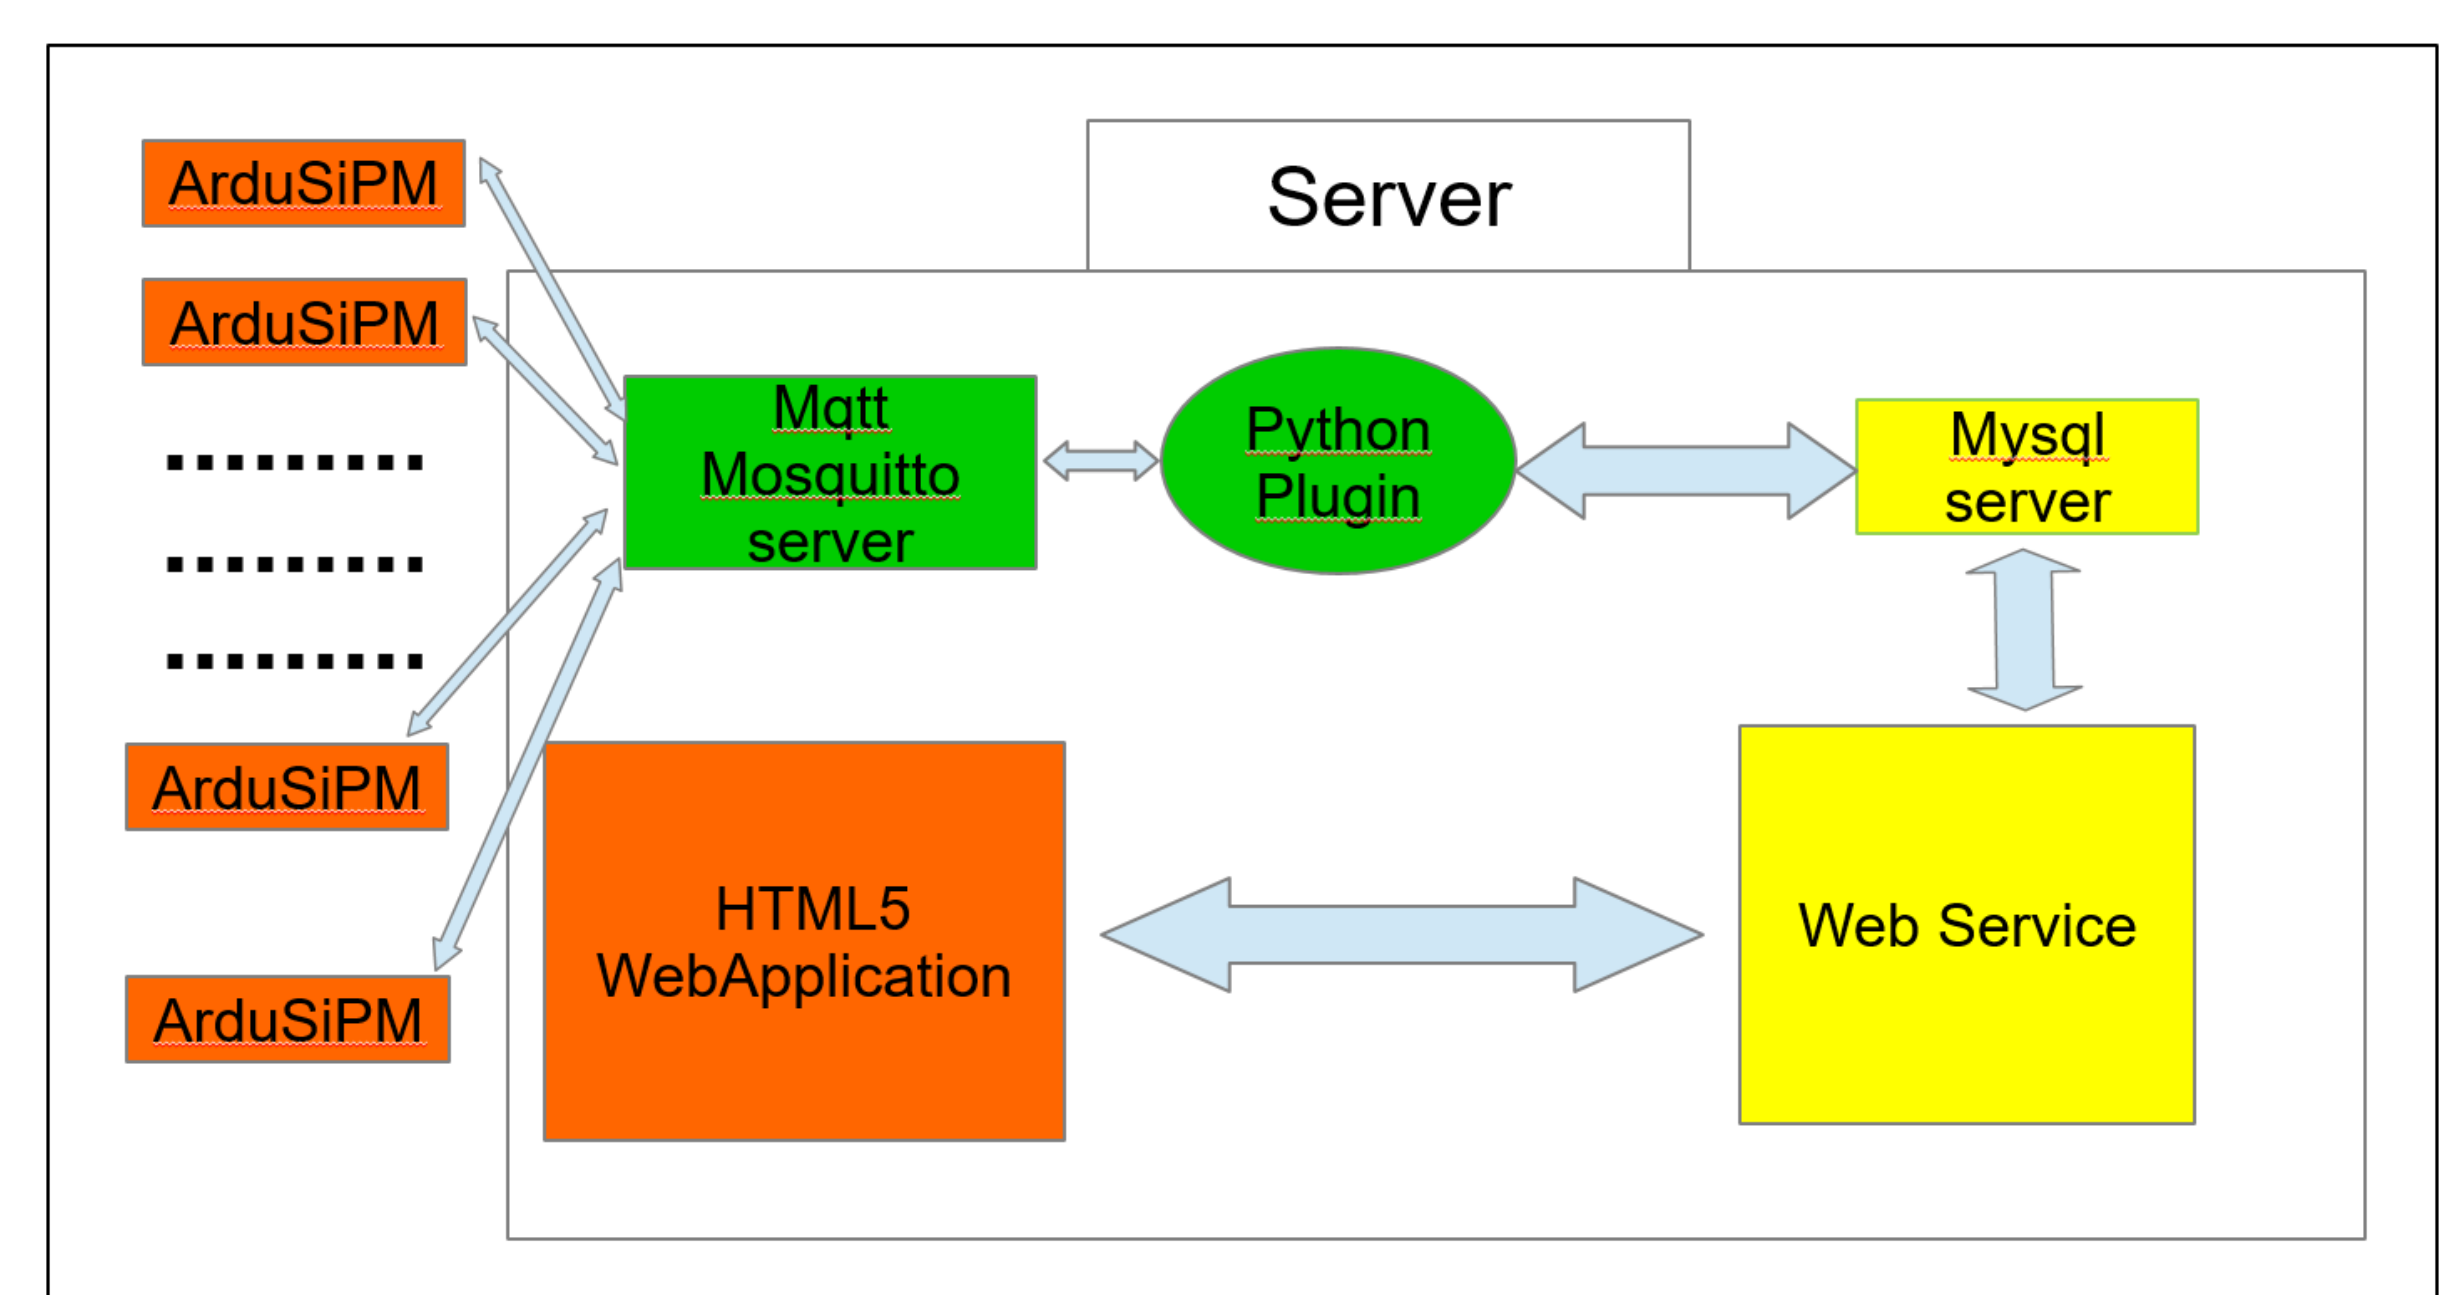 Server
ArduSiPM
ArduSiPM
Mqtt
Mosquitto
server
Python
Plugin
Mysql
server
ArduSiPM
ArduSiPM
HTML5
WebApplication
Web Service